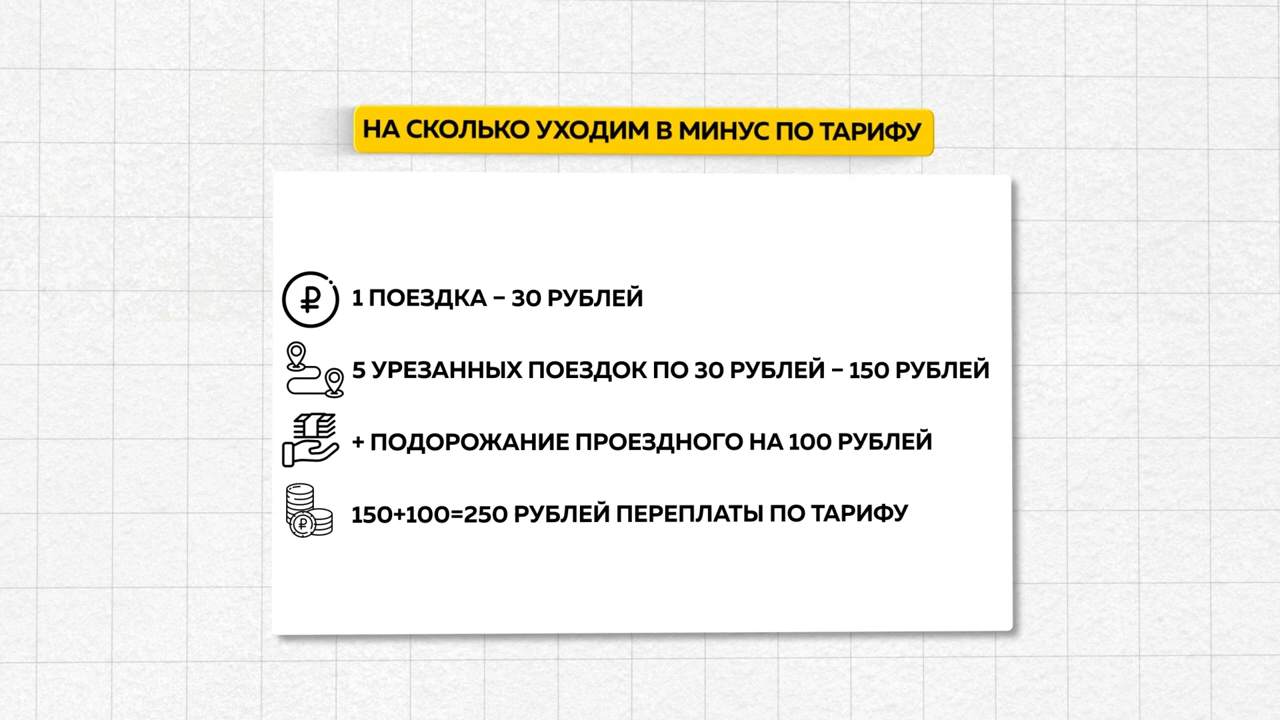 НА СКОЛЬКО УХОДИМ В МИНУС ПО ТАРИФУ
1 ПОЕЗДКА – 30 РУБЛЕЙ
5 УРЕЗАННЫХ ПОЕЗДОК ПО 30 РУБЛЕЙ – 150 РУБЛЕЙ
+ ПОДОРОЖАНИЕ ПРОЕЗДНОГО НА 100 РУБЛЕЙ
150+100=250 РУБЛЕЙ ПЕРЕПЛАТЫ ПО ТАРИФУ